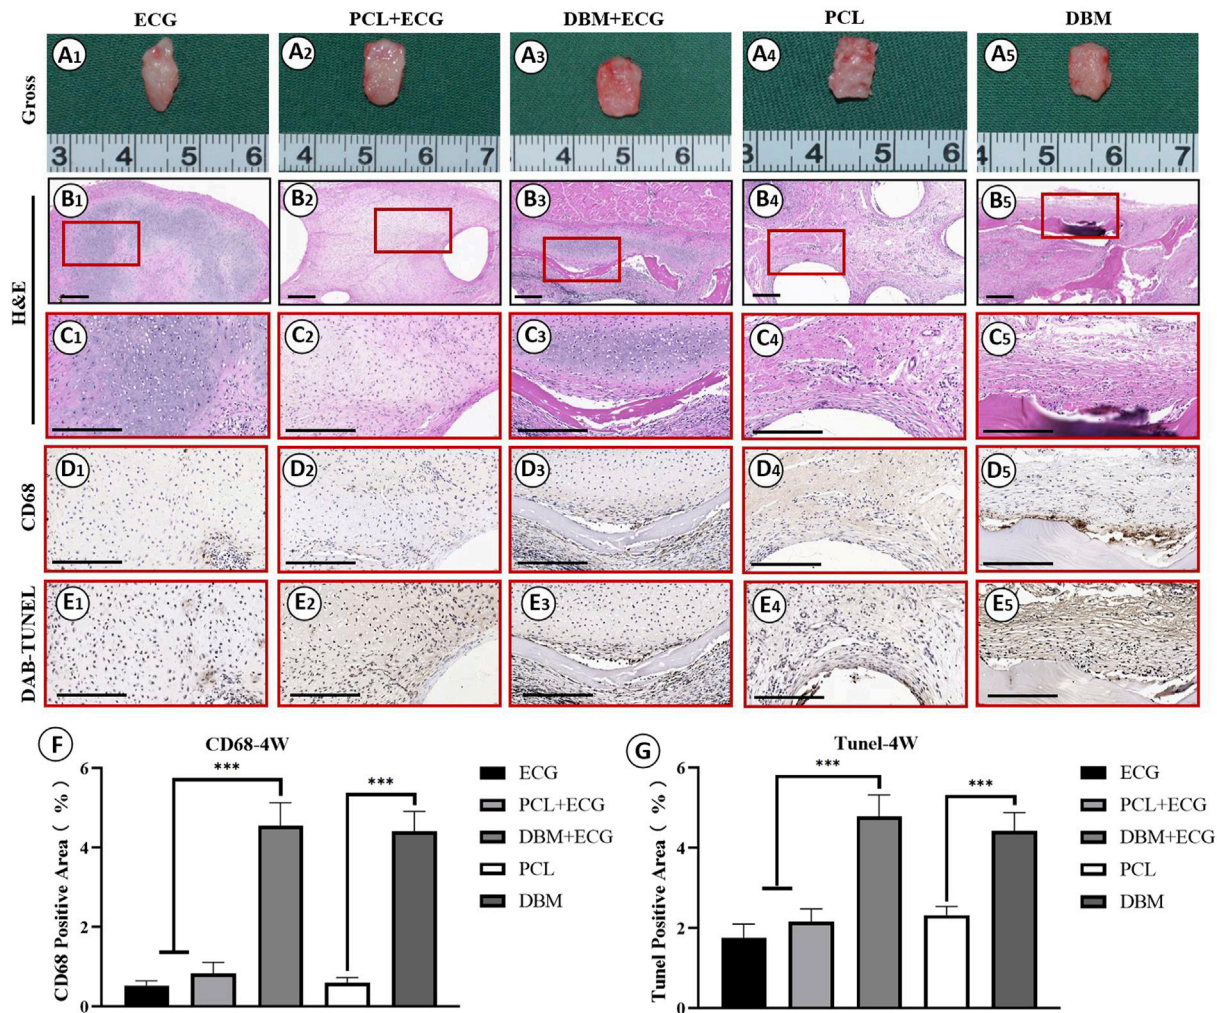 ECG PCL+ECG DBM+ECG PCL DBM
Gross
A1 A2 A3 A4 A5
3 4 5 6 4 5 6 7 4 5 6 3 4 5 6 4 5 6 7
H&E
B1 B2 B3 B4 B5
C1 C2 C3 C4 C5
CD68
D1 D2 D3 D4 D5
DAB-TUNEL
E1 E2 E3 E4 E5
F
CD68-4W
CD68 Positive Area ( %)
6
4
2
0
***
***
ECG
PCL+ECG
DBM+ECG
PCL
DBM
G
Tunel-4W
Tunel Positive Area ( %)
6
4
2
0
***
***
ECG
PCL+ECG
DBM+ECG
PCL
DBM